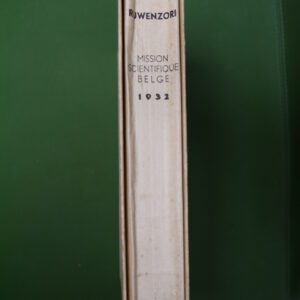 RUWENZORI
MISSION
SCIENTIFIQUE
BELGE
1932